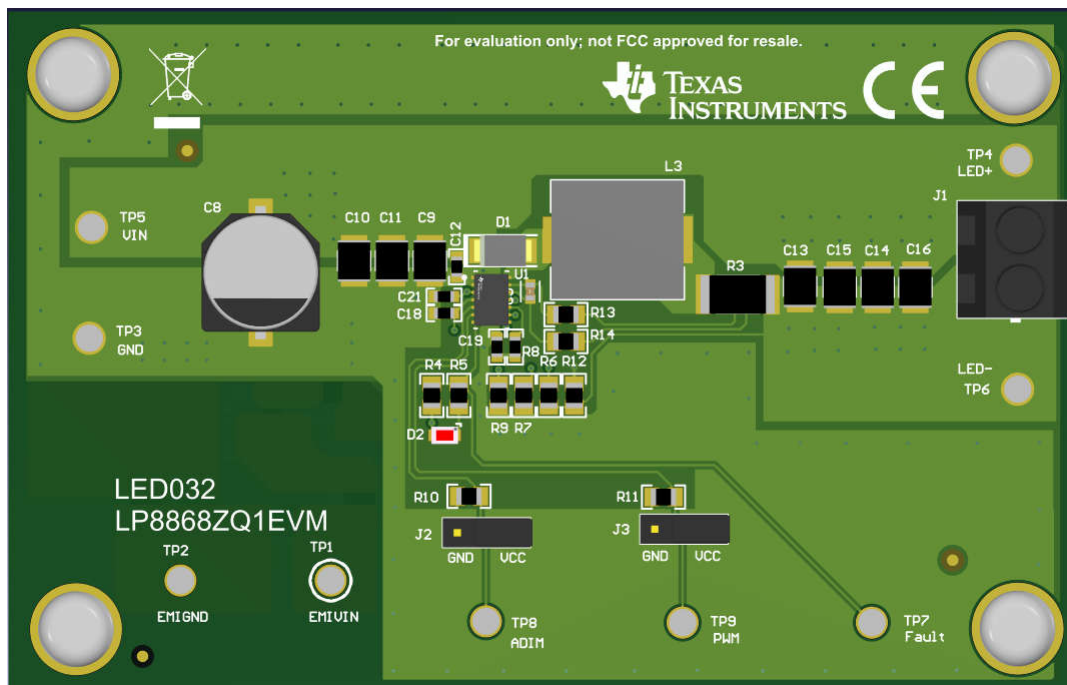 For evaluation only; not FCC approved for resale.
TEXAS
INSTRUMENTS
CE
TP4
LED+
L3
J1
TP5
VIN
C8
C10
C11
C9
C12
D1
U1
R3
C13
C15
C14
C16
C21
C18
R13
TP3
GND
C19
R8
R14
R4
R5
R6
R12
LED-
TP6
D2
R9
R7
LED032
LP8868ZQ1EVM
R10
R11
J2
GND
VCC
J3
GND
VCC
TP2
EMIGND
TP1
EMIVIN
TP8
ADIM
TP9
PWM
TP7
Fault